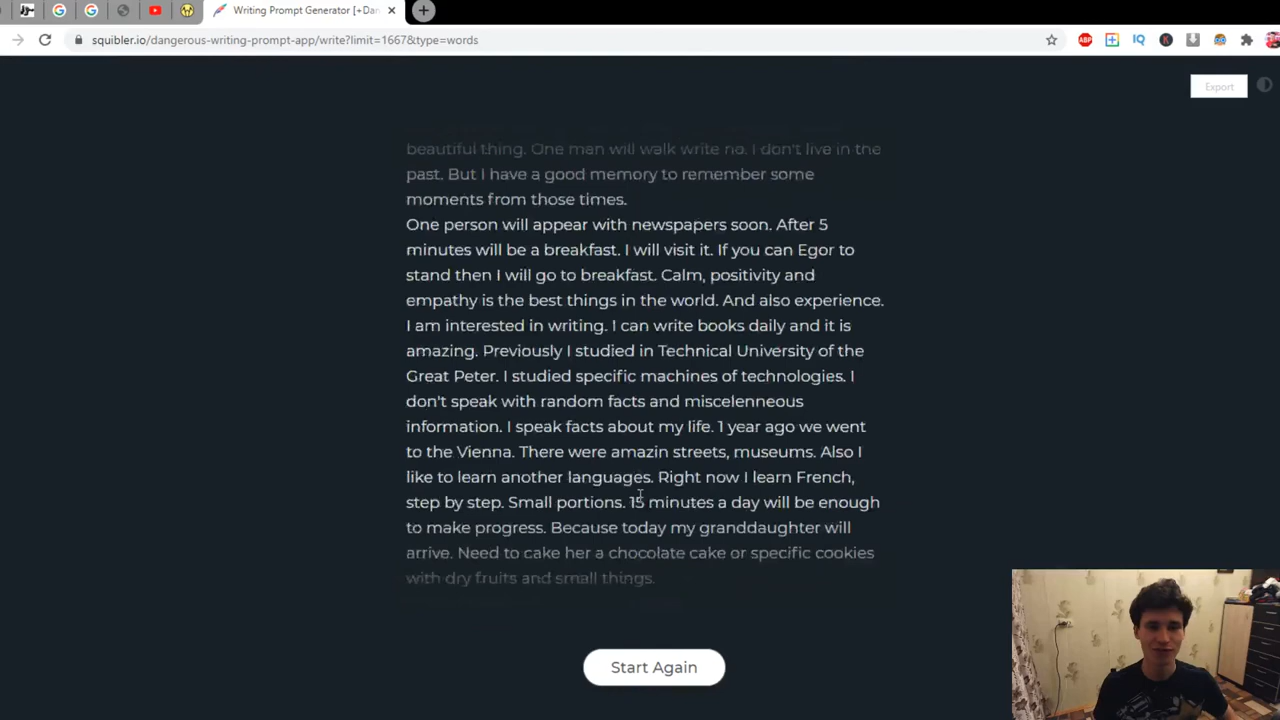 Writing Prompt Generator [+Dan
squibler.io/dangerous-writing-prompt-app/write?limit=1667&type=words
ABP
IQ
K
Export
beautiful thing. One man will walk write no. I don't live in the
past. But I have a good memory to remember some
moments from those times.
One person will appear with newspapers soon. After 5
minutes will be a breakfast. I will visit it. If you can Egor to
stand then I will go to breakfast. Calm, positivity and
empathy is the best things in the world. And also experience.
I am interested in writing. I can write books daily and it is
amazing. Previously I studied in Technical University of the
Great Peter. I studied specific machines of technologies. I
don't speak with random facts and miscelenneous
information. I speak facts about my life. 1 year ago we went
to the Vienna. There were amazin streets, museums. Also I
like to learn another languages. Right now I learn French,
step by step. Small portions. 15 minutes a day will be enough
to make progress. Because today my granddaughter will
arrive. Need to cake her a chocolate cake or specific cookies
with dry fruits and small things.
Start Again